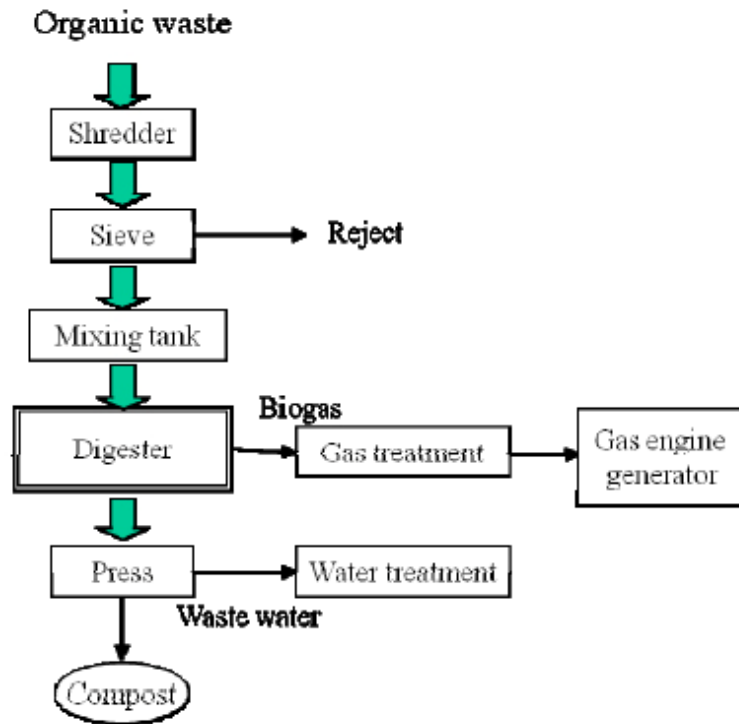 Organic waste
Shredder
Sieve
Reject
Mixing tank
Biogas
Digester
Gas treatment
Gas engine
generator
Press
Water treatment
Waste water
Compost